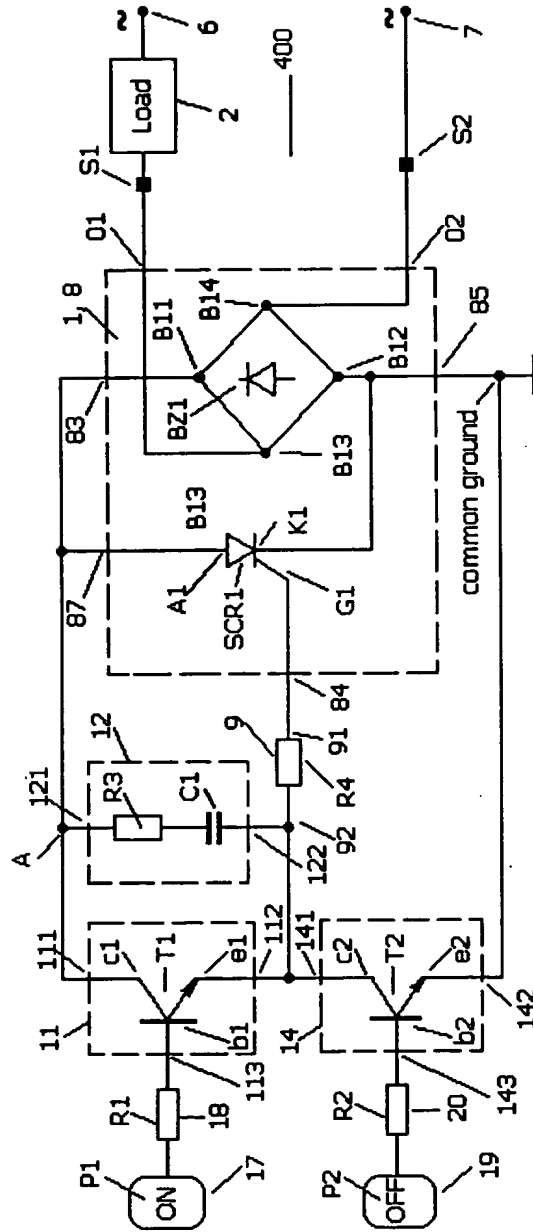 ~
6
Load
2
S1
O1
~
7
400
S2
O2
1, 8
83
B11
B14
B12
85
BZ1
B13
B13
87
A1
SCR1
K1
G1
84
common ground
12
9
91
R4
92
121
R3
C1
122
A
111
c1
T1
e1
112
11
b1
113
141
c2
T2
e2
142
14
b2
143
R1
18
R2
20
P1
ON
17
P2
OFF
19